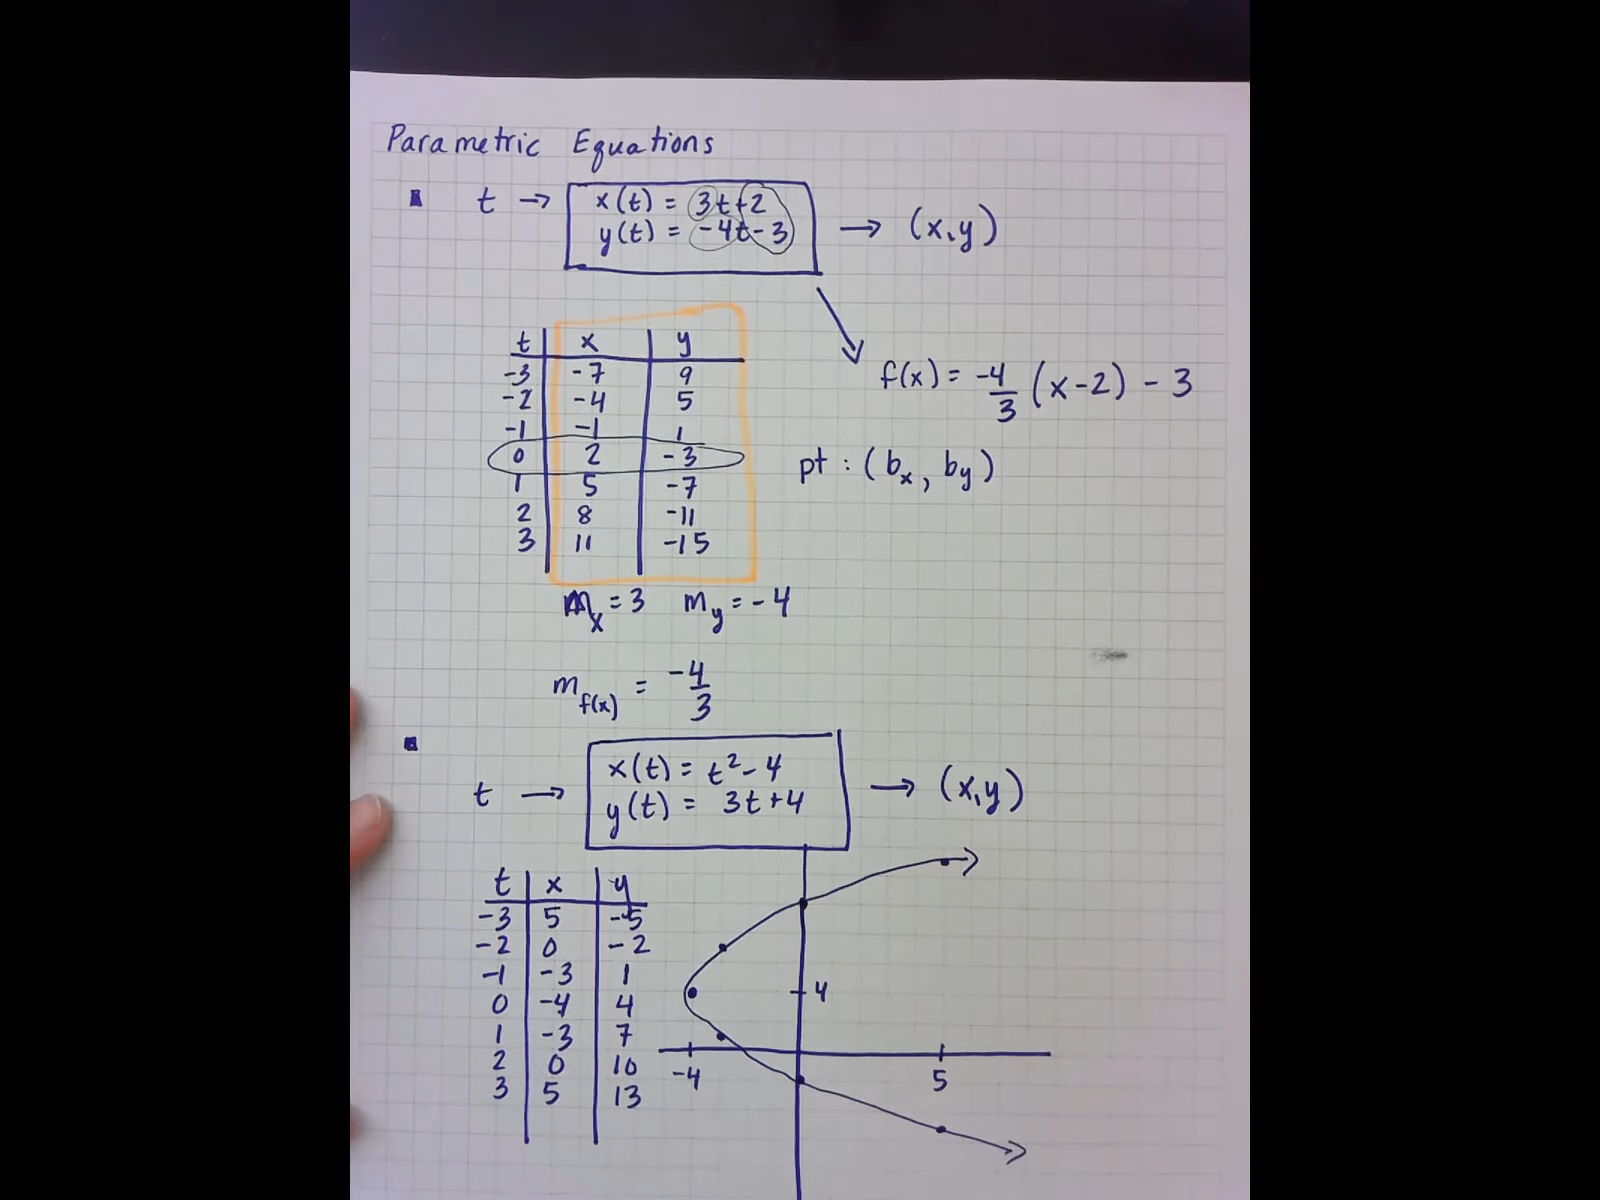 Parametric Equations
t → x(t) = 3t+2
y(t) = -4t-3 → (x,y)
t x y
-3 -7 9
-2 -4 5
-1 -1 1
0 2 -3
1 5 -7
2 8 -11
3 11 -15
f(x) = -4/3 (x-2) - 3
pt : (bx, by)
mx = 3 my = -4
mf(x) = -4/3
t → x(t) = t²-4
y(t) = 3t+4 → (x,y)
t x y
-3 5 -5
-2 0 -2
-1 -3 1
0 -4 4
1 -3 7
2 0 10
3 5 13
4
-4 5